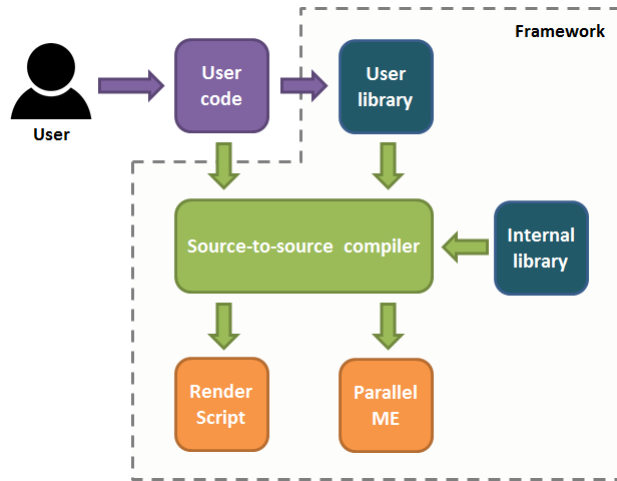 Framework
User
User
code
User
library
Source-to-source compiler
Internal
library
Render
Script
Parallel
ME